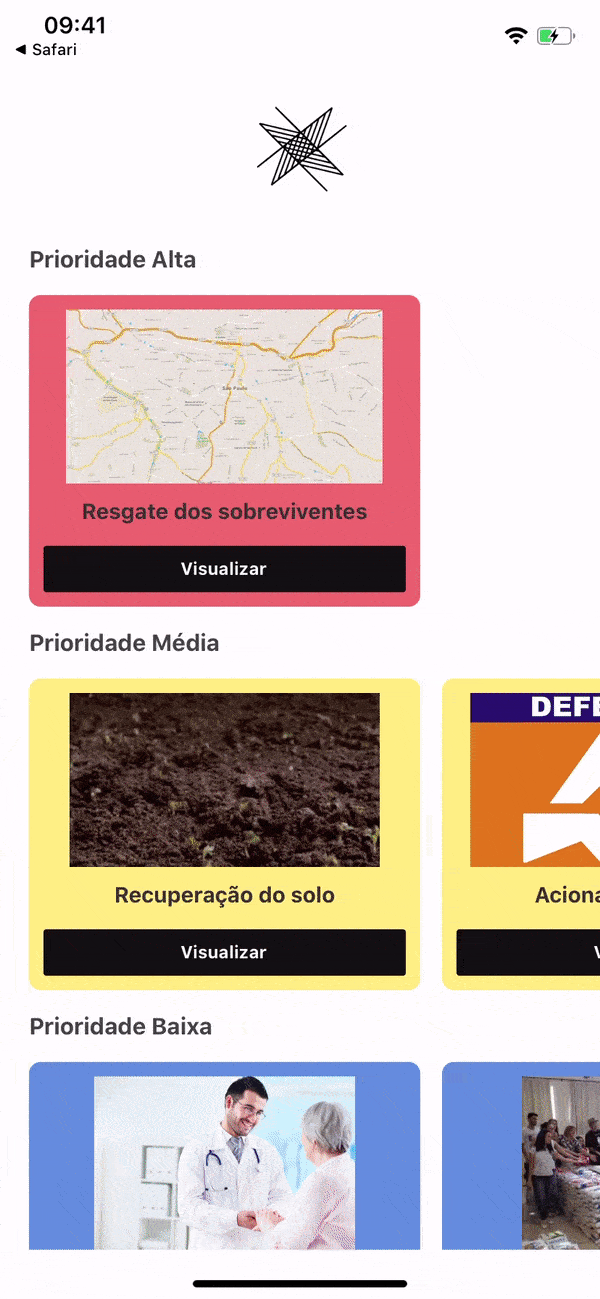 09:41
◀ Safari
Prioridade Alta
São Paulo
Resgate dos sobreviventes
Visualizar
Prioridade Média
DEFE
Recuperação do solo
Aciona
Visualizar
V
Prioridade Baixa